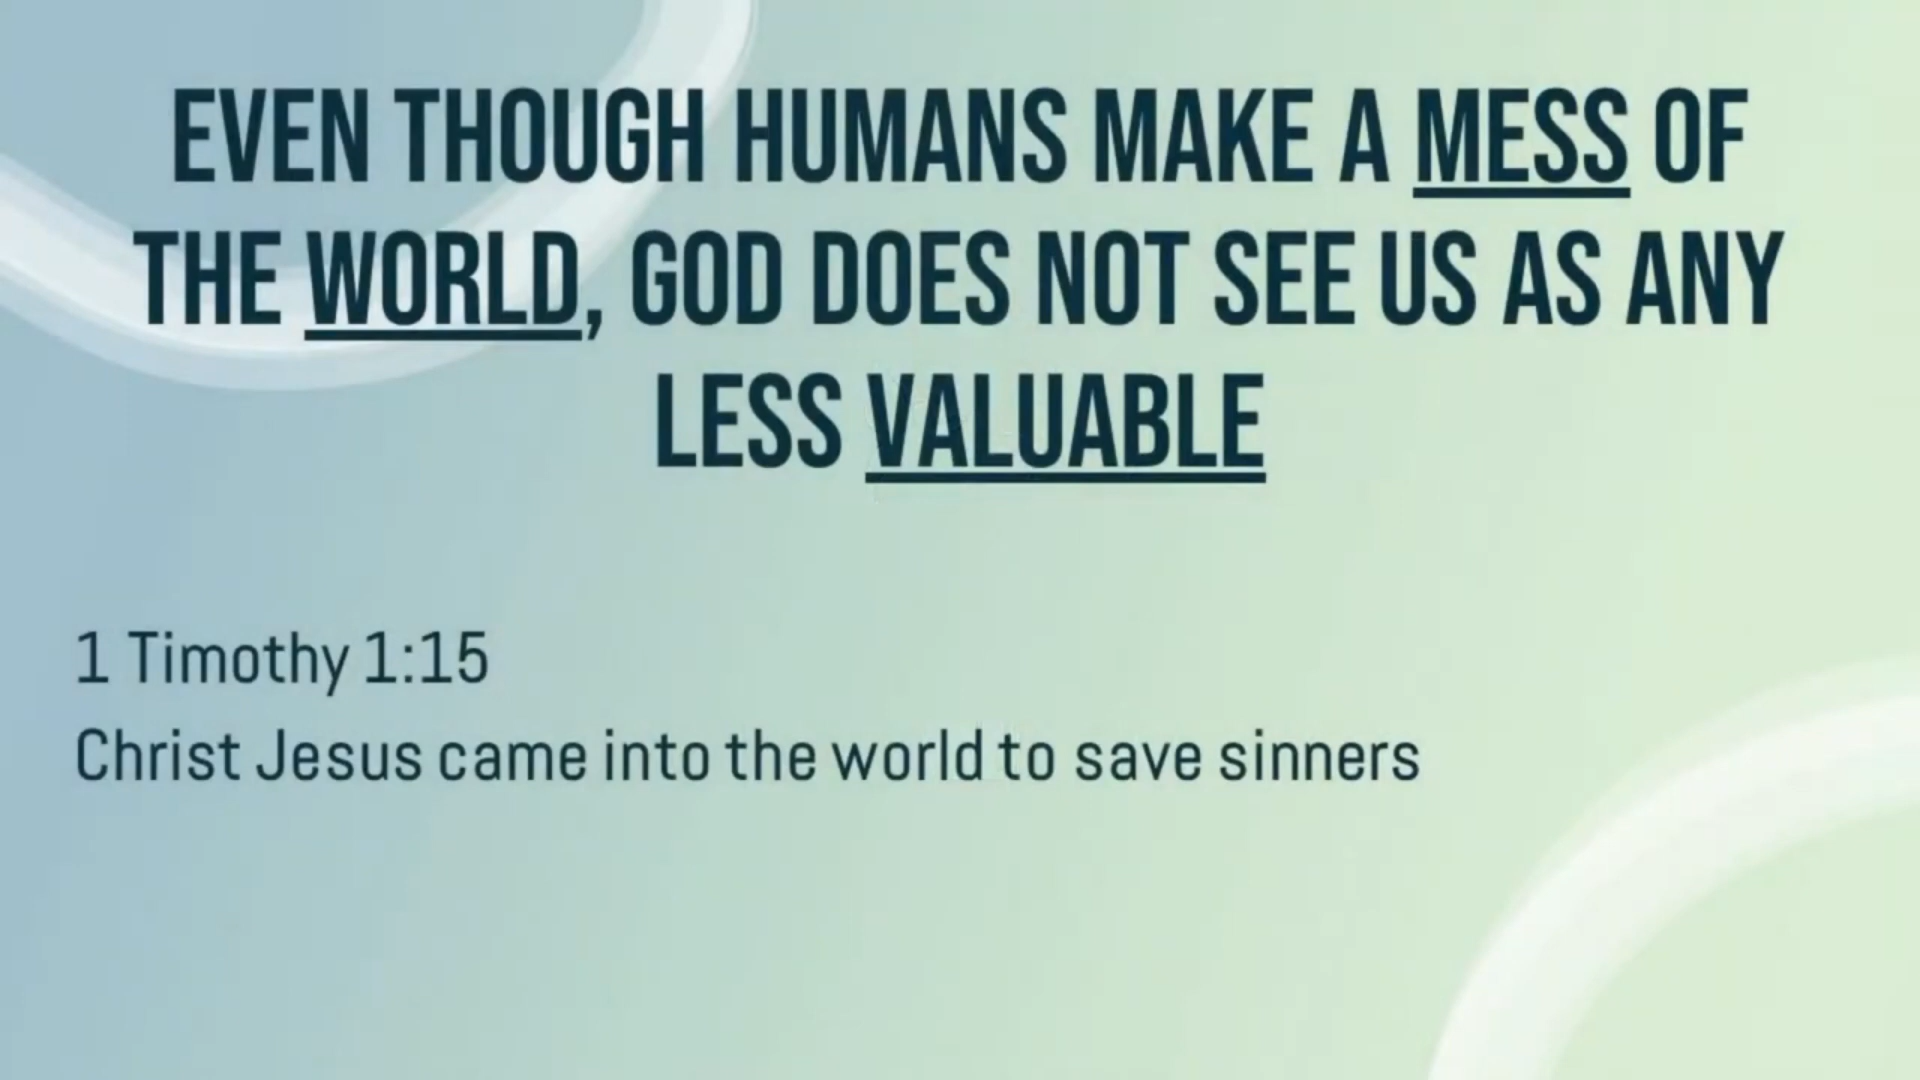 EVEN THOUGH HUMANS MAKE A MESS OF
THE WORLD, GOD DOES NOT SEE US AS ANY
LESS VALUABLE
1 Timothy 1:15
Christ Jesus came into the world to save sinners